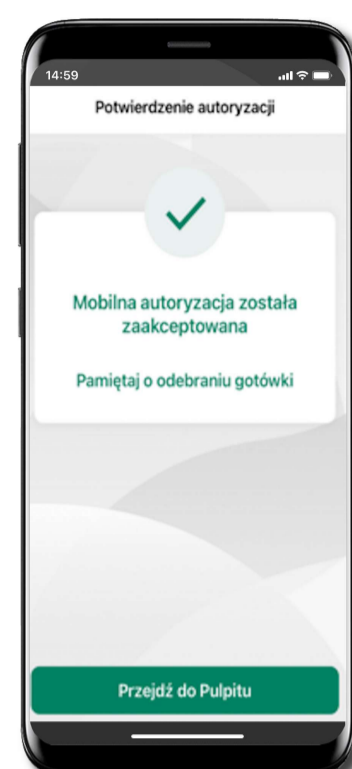 14:59
Potwierdzenie autoryzacji
Mobilna autoryzacja została
zaakceptowana
Pamiętaj o odebraniu gotówki
Przejdź do Pulpitu